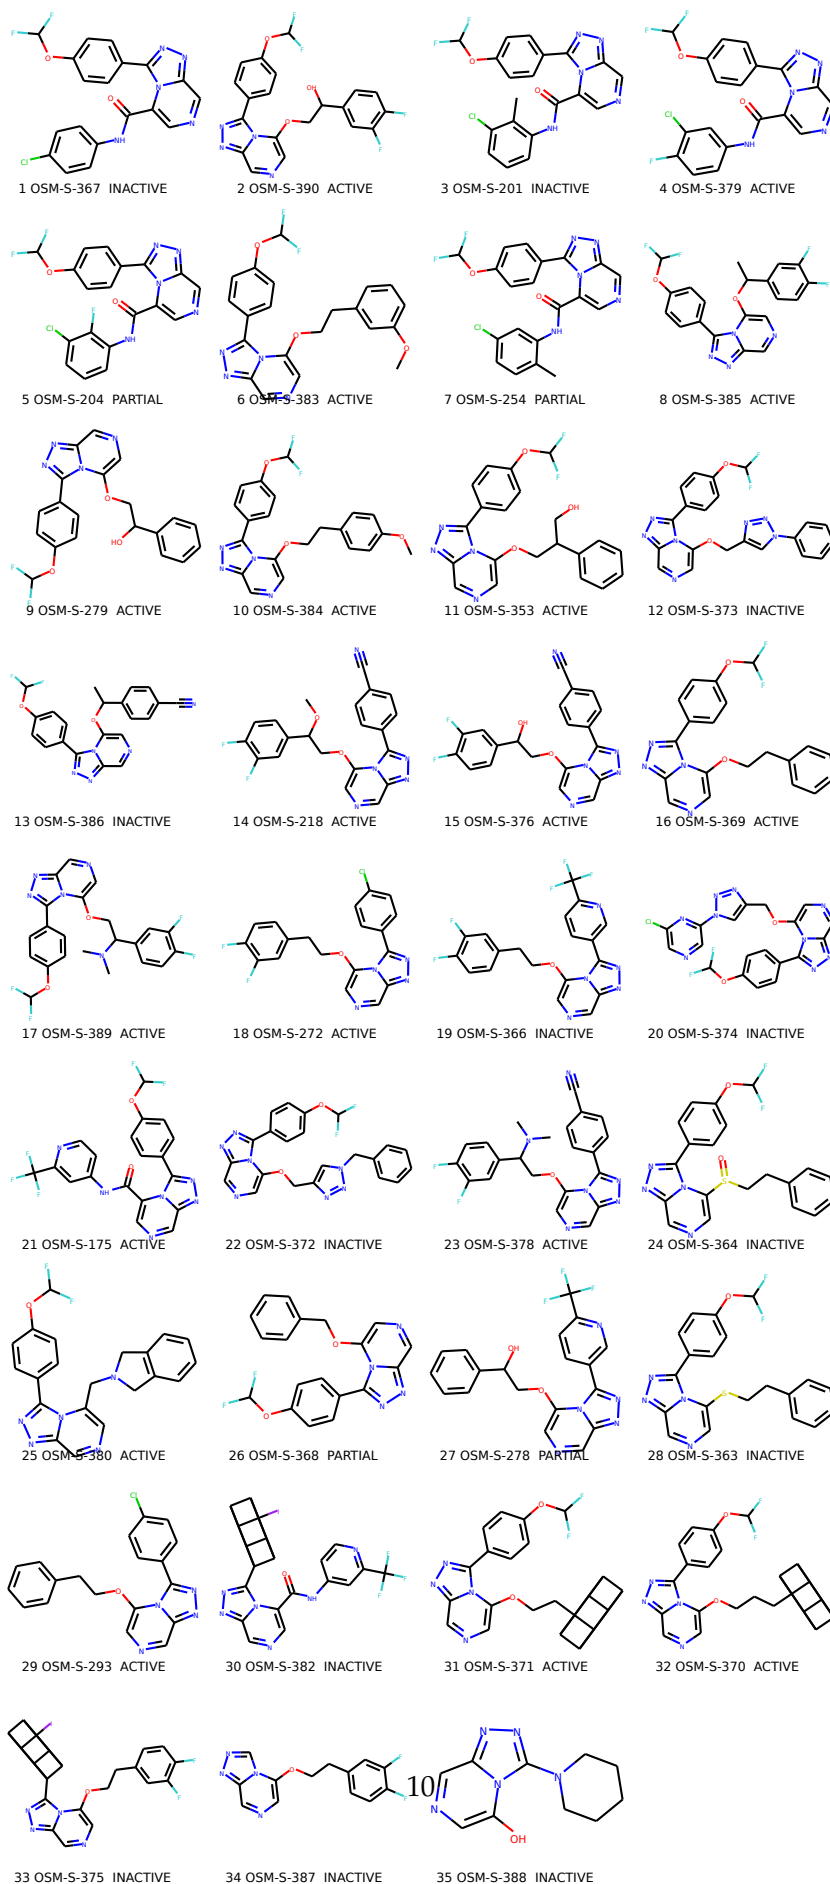 1 OSM-S-367 INACTIVE
2 OSM-S-390 ACTIVE
3 OSM-S-201 INACTIVE
4 OSM-S-379 ACTIVE
5 OSM-S-204 PARTIAL
6 OSM-S-383 ACTIVE
7 OSM-S-254 PARTIAL
8 OSM-S-385 ACTIVE
9 OSM-S-279 ACTIVE
10 OSM-S-384 ACTIVE
11 OSM-S-353 ACTIVE
12 OSM-S-373 INACTIVE
13 OSM-S-386 INACTIVE
14 OSM-S-218 ACTIVE
15 OSM-S-376 ACTIVE
16 OSM-S-369 ACTIVE
17 OSM-S-389 ACTIVE
18 OSM-S-272 ACTIVE
19 OSM-S-366 INACTIVE
20 OSM-S-374 INACTIVE
21 OSM-S-175 ACTIVE
22 OSM-S-372 INACTIVE
23 OSM-S-378 ACTIVE
24 OSM-S-364 INACTIVE
25 OSM-S-380 ACTIVE
26 OSM-S-368 PARTIAL
27 OSM-S-278 PARTIAL
28 OSM-S-363 INACTIVE
29 OSM-S-293 ACTIVE
30 OSM-S-382 INACTIVE
31 OSM-S-371 ACTIVE
32 OSM-S-370 ACTIVE
10
33 OSM-S-375 INACTIVE
34 OSM-S-387 INACTIVE
35 OSM-S-388 INACTIVE